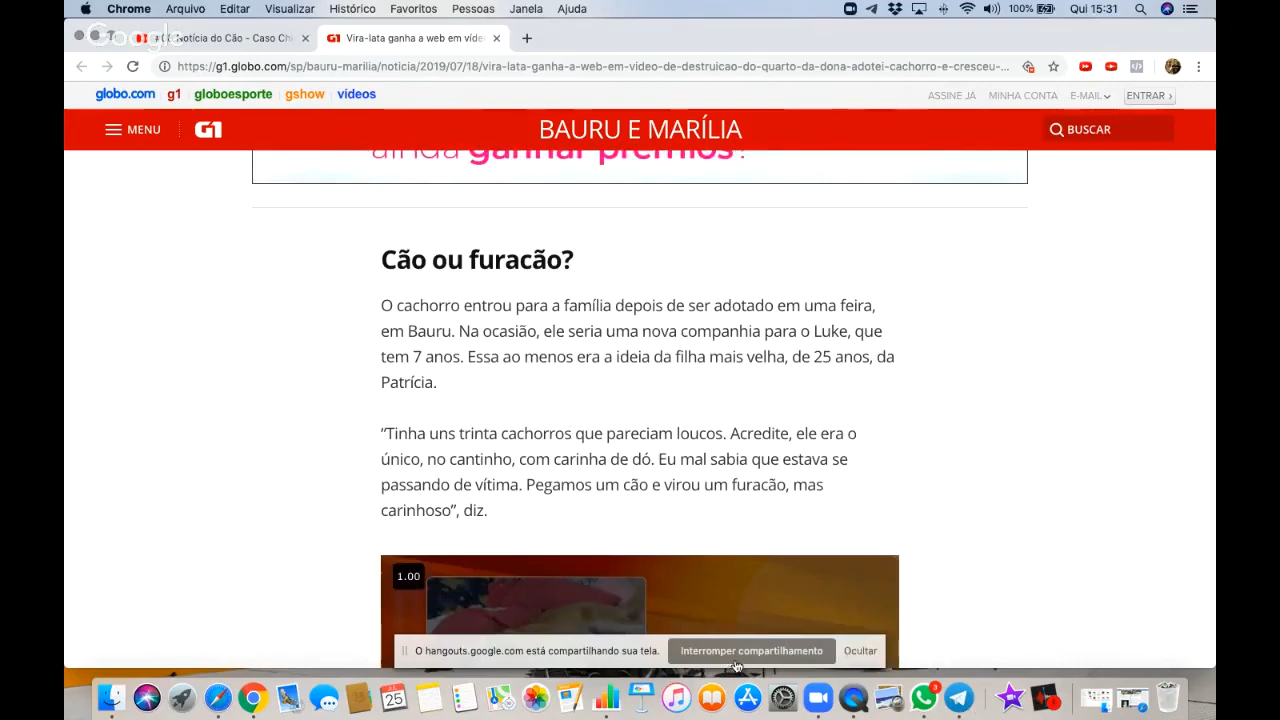 Chrome Arquivo Editar Visualizar Histórico Favoritos Pessoas Janela Ajuda 100% Qui 15:31
Google
Notícia do Cão - Caso Ch
Vira-lata ganha a web em víde
https://g1.globo.com/sp/bauru-marilia/noticia/2019/07/18/vira-lata-ganha-a-web-em-video-de-destruicao-do-quarto-da-dona-adotei-cachorro-e-cresceu-...
globo.com g1 globoesporte gshow vídeos ASSINE JÁ MINHA CONTA E-MAIL ENTRAR ›
MENU G1 BAURU E MARÍLIA BUSCAR
ainda ganhar prêmios!
Cão ou furacão?
O cachorro entrou para a família depois de ser adotado em uma feira,
em Bauru. Na ocasião, ele seria uma nova companhia para o Luke, que
tem 7 anos. Essa ao menos era a ideia da filha mais velha, de 25 anos, da
Patrícia.
“Tinha uns trinta cachorros que pareciam loucos. Acredite, ele era o
único, no cantinho, com carinha de dó. Eu mal sabia que estava se
passando de vítima. Pegamos um cão e virou um furacão, mas
carinhoso”, diz.
1.00
O hangouts.google.com está compartilhando sua tela. Interromper compartilhamento Ocultar
25
3